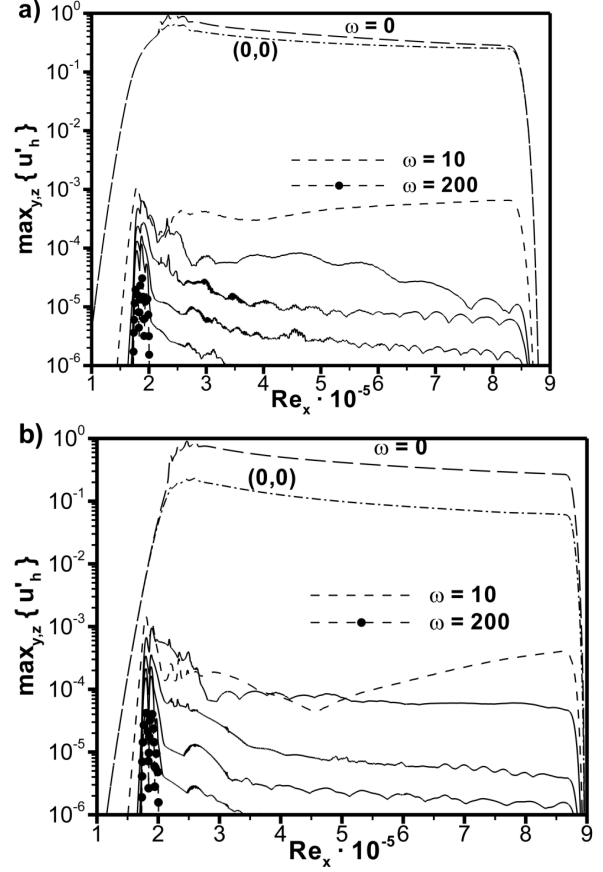 a)
10^0
10^-1
10^-2
10^-3
10^-4
10^-5
10^-6
max_y,z { u'_h }
ω = 0
(0,0)
ω = 10
ω = 200
1 2 3 4 5 6 7 8 9
Re_x · 10^-5
b)
10^0
10^-1
10^-2
10^-3
10^-4
10^-5
10^-6
max_y,z { u'_h }
ω = 0
(0,0)
ω = 10
ω = 200
1 2 3 4 5 6 7 8 9
Re_x · 10^-5